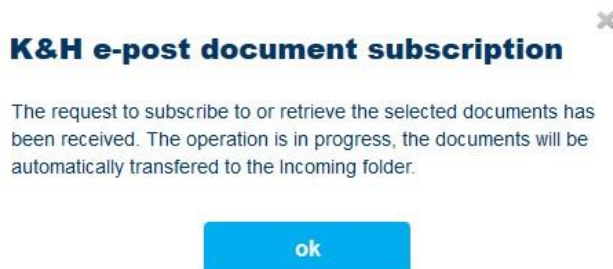 K&H e-post document subscription
The request to subscribe to or retrieve the selected documents has
been received. The operation is in progress, the documents will be
automatically transfered to the Incoming folder.
ok